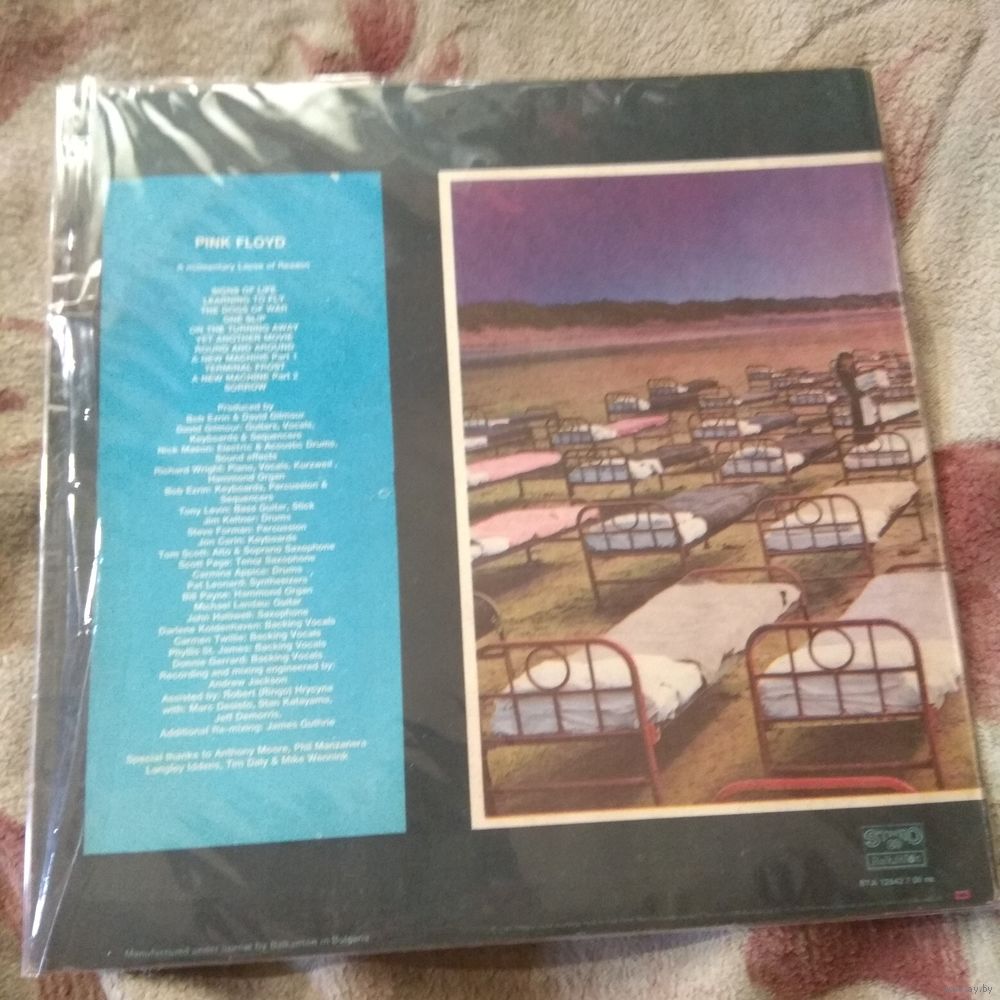 PINK FLOYD
A momentary Lapse of Reason
SIGNS OF LIFE
LEARNING TO FLY
THE DOGS OF WAR
ONE SLIP
ON THE TURNING AWAY
YET ANOTHER MOVIE
ROUND AND AROUND
A NEW MACHINE Part 1
TERMINAL FROST
A NEW MACHINE Part 2
SORROW
Produced by
Bob Ezrin & David Gilmour
David Gilmour: Guitars, Vocals,
Keyboards & Sequencers
Nick Mason: Electric & Acoustic Drums,
Sound effects
Richard Wright: Piano, Vocals, Kurzweil,
Hammond Organ
Bob Ezrin: Keyboards, Percussion &
Sequencers
Tony Levin: Bass Guitar, Stick
Jim Keltner: Drums
Steve Forman: Percussion
Jon Carin: Keyboards
Tom Scott: Alto & Soprano Saxophone
Scott Page: Tenor Saxophone
Carmine Appice: Drums
Pat Leonard: Synthesizers
Bill Payne: Hammond Organ
Michael Landau: Guitar
John Halliwell: Saxophone
Darlene Koldenhaven: Backing Vocals
Carmen Twillie: Backing Vocals
Phyllis St. James: Backing Vocals
Donnie Gerrard: Backing Vocals
Recording and mixing engineered by:
Andrew Jackson
Assisted by: Robert (Ringo) Hrycyna
with: Marc Desisto, Stan Katayama,
Jeff Demorris.
Additional Re-mixing: James Guthrie
Special thanks to Anthony Moore, Phil Manzanera
Langley Iddens, Tim Daly & Mike Wennink
STEREO
Balkanton
Manufactured under license by Balkanton in Bulgaria